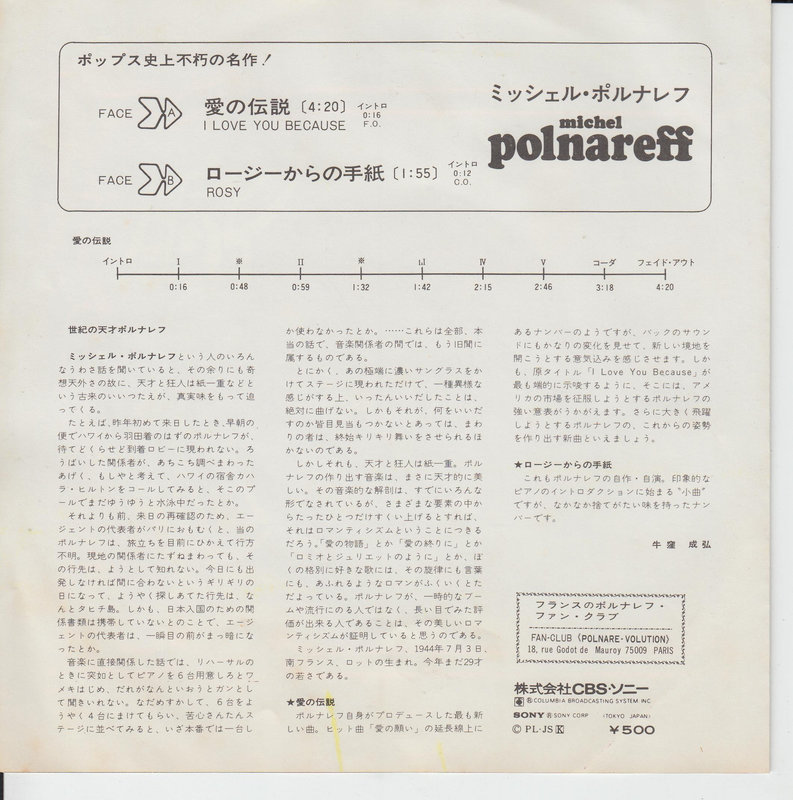 ポップス史上不朽の名作!
FACE A
愛の伝説〔4:20〕イントロ 0:16 F.O.
I LOVE YOU BECAUSE
FACE B
ロージーからの手紙〔1:55〕イントロ 0:12 C.O.
ROSY
ミッシェル・ポルナレフ
michel
polnareff
愛の伝説
イントロ I ※ II ※ III IV V コーダ フェイド・アウト
0:16 0:48 0:59 1:32 1:42 2:15 2:46 3:18 4:20
世紀の天才ポルナレフ
ミッシェル・ポルナレフという人のいろん
なうわさ話を聞いていると、その余りにも奇
想天外さの故に、天才と狂人は紙一重などと
いう古来のいいつたえが、真実味をもって迫
ってくる。
たとえば、昨年初めて来日したとき、早朝の
便でハワイから羽田着のはずのポルナレフが、
待てどくらせど到着ロビーに現われない。ろ
うばいした関係者が、あちこち調べまわった
あげく、もしやと考えて、ハワイの宿舎カハ
ラ・ヒルトンをコールしてみると、そこのプ
ールでまだゆうゆうと水泳中だったとか。
それよりも前、来日の再確認のため、エー
ジェントの代表者がパリにおもむくと、当の
ポルナレフは、旅立ちを目前にひかえて行方
不明。現地の関係者にたずねまわっても、そ
の行先は、ようとして知れない。今日にも出
発しなければ間に合わないというギリギリの
日になって、ようやく探しあてた行先は、な
んとタヒチ島。しかも、日本入国のための関
係書類は携帯していないとのことで、エージ
ェントの代表者は、一瞬目の前がまっ暗にな
ったとか。
音楽に直接関係した話では、リハーサルの
ときに突如としてピアノを6台用意しろとワ
メキはじめ、だれがなんといおうとガンとし
て聞きいれない。なだめすかして、6台をよ
うやく4台にまけてもらい、苦心さんたんス
テージに並べてみると、いざ本番では一台し
か使わなかったとか。……これらは全部、本
当の話で、音楽関係者の間では、もう旧聞に
属するものである。
とにかく、あの極端に濃いサングラスをか
けてステージに現われただけで、一種異様な
感じがする上、いったんいいだしたことは、
絶対に曲げない。しかもそれが、何をいいだ
すのか皆目見当もつかないとあっては、まわ
りの者は、終始キリキリ舞いをさせられるほ
かないのである。
しかしそれも、天才と狂人は紙一重。ポル
ナレフの作り出す音楽は、まさに天才的に美
しい。その音楽的な解剖は、すでにいろんな
形でなされているが、さまざまな要素の中か
らたったひとつだけすくい上げるとすれば、
それはロマンティシズムということにつきる
だろう。「愛の物語」とか「愛の終りに」とか
「ロミオとジュリエットのように」とか、ぼ
くの格別に好きな歌には、その旋律にも言葉
にも、あふれるようなロマンがふくいくとた
だよっている。ポルナレフが、一時的なブー
ムや流行にのる人ではなく、長い目でみた評
価が出来る人であることは、その美しいロマ
ンティシズムが証明していると思うのである。
ミッシェル・ポルナレフ、1944年7月3日、
南フランス、ロットの生まれ。今年まだ29才
の若さである。
★愛の伝説
ポルナレフ自身がプロデュースした最も新
しい曲。ヒット曲「愛の願い」の延長線上に
あるナンバーのようですが、バックのサウン
ドにもかなりの変化を見せて、新しい境地を
開こうとする意気込みを感じさせます。しか
も、原タイトル「I Love You Because」が
最も端的に示唆するように、そこには、アメ
リカの市場を征服しようとするポルナレフの
強い意表がうかがえます。さらに大きく飛躍
しようとするポルナレフの、これからの姿勢
を作り出す新曲といえましょう。
★ロージーからの手紙
これもポルナレフの自作・自演。印象的な
ピアノのイントロダクションに始まる“小曲”
ですが、なかなか捨てがたい味を持ったナン
バーです。
牛窪 成弘
フランスのポルナレフ・
ファン・クラブ
FAN-CLUB〈POLNARE-VOLUTION〉
18, rue Godot de Mauroy 75009 PARIS
株式会社CBS・ソニー
® COLUMBIA BROADCASTING SYSTEM INC
SONY ® SONY CORP (TOKYO JAPAN)
© PL-JS K ¥500